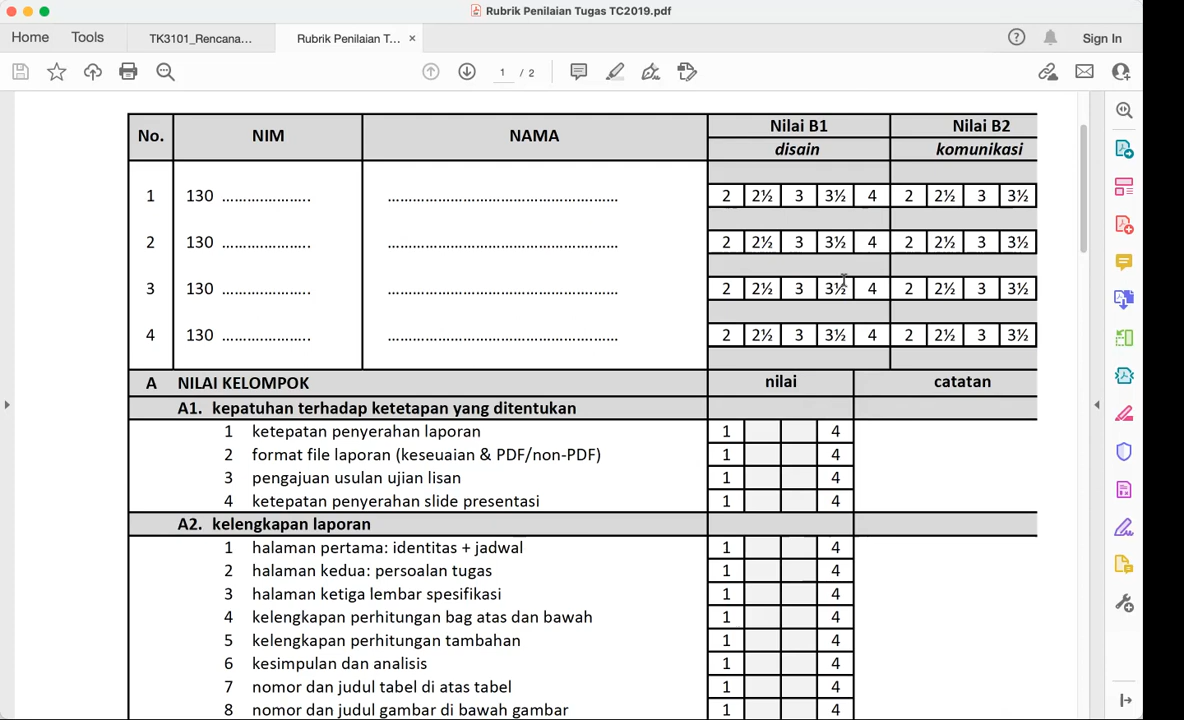 Rubrik Penilaian Tugas TC2019.pdf
Home Tools TK3101_Rencana... Rubrik Penilaian T... × Sign In
1 / 2
No. NIM NAMA Nilai B1 Nilai B2
disain komunikasi
1 130 ..................... ........................................................ 2 2½ 3 3½ 4 2 2½ 3 3½
2 130 ..................... ........................................................ 2 2½ 3 3½ 4 2 2½ 3 3½
3 130 ..................... ........................................................ 2 2½ 3 3½ 4 2 2½ 3 3½
4 130 ..................... ........................................................ 2 2½ 3 3½ 4 2 2½ 3 3½
A NILAI KELOMPOK nilai catatan
A1. kepatuhan terhadap ketetapan yang ditentukan
1 ketepatan penyerahan laporan 1 4
2 format file laporan (keseuaian & PDF/non-PDF) 1 4
3 pengajuan usulan ujian lisan 1 4
4 ketepatan penyerahan slide presentasi 1 4
A2. kelengkapan laporan
1 halaman pertama: identitas + jadwal 1 4
2 halaman kedua: persoalan tugas 1 4
3 halaman ketiga lembar spesifikasi 1 4
4 kelengkapan perhitungan bag atas dan bawah 1 4
5 kelengkapan perhitungan tambahan 1 4
6 kesimpulan dan analisis 1 4
7 nomor dan judul tabel di atas tabel 1 4
8 nomor dan judul gambar di bawah gambar 1 4